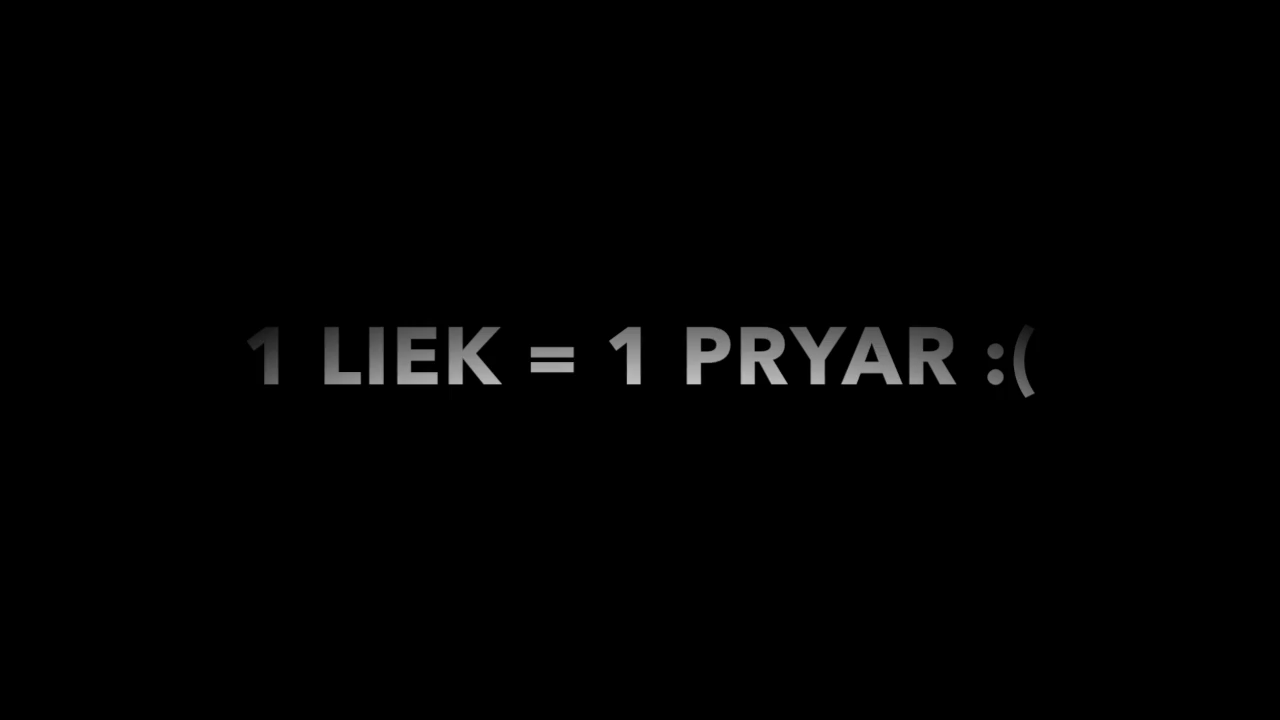 1 LIEK = 1 PRYAR :(